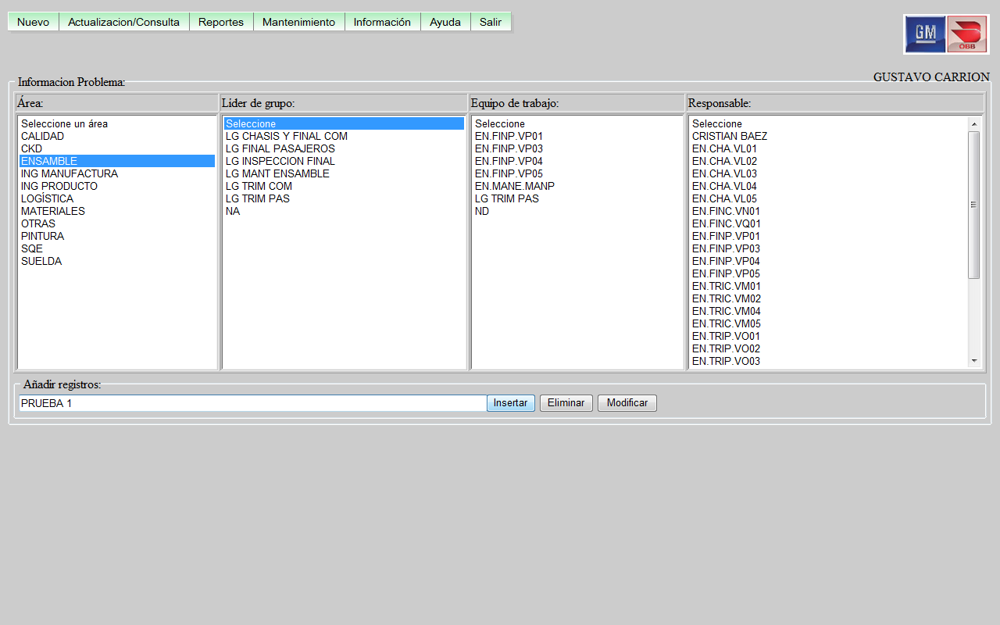 Nuevo Actualizacion/Consulta Reportes Mantenimiento Información Ayuda Salir
GM
OBB
GUSTAVO CARRION
Informacion Problema:
Área:
Seleccione un área
CALIDAD
CKD
ENSAMBLE
ING MANUFACTURA
ING PRODUCTO
LOGÍSTICA
MATERIALES
OTRAS
PINTURA
SQE
SUELDA
Líder de grupo:
Seleccione
LG CHASIS Y FINAL COM
LG FINAL PASAJEROS
LG INSPECCION FINAL
LG MANT ENSAMBLE
LG TRIM COM
LG TRIM PAS
NA
Equipo de trabajo:
Seleccione
EN.FINP.VP01
EN.FINP.VP03
EN.FINP.VP04
EN.FINP.VP05
EN.MANE.MANP
LG TRIM PAS
ND
Responsable:
Seleccione
CRISTIAN BAEZ
EN.CHA.VL01
EN.CHA.VL02
EN.CHA.VL03
EN.CHA.VL04
EN.CHA.VL05
EN.FINC.VN01
EN.FINC.VQ01
EN.FINP.VP01
EN.FINP.VP03
EN.FINP.VP04
EN.FINP.VP05
EN.TRIC.VM01
EN.TRIC.VM02
EN.TRIC.VM04
EN.TRIC.VM05
EN.TRIP.VO01
EN.TRIP.VO02
EN.TRIP.VO03
Añadir registros:
PRUEBA 1 Insertar Eliminar Modificar